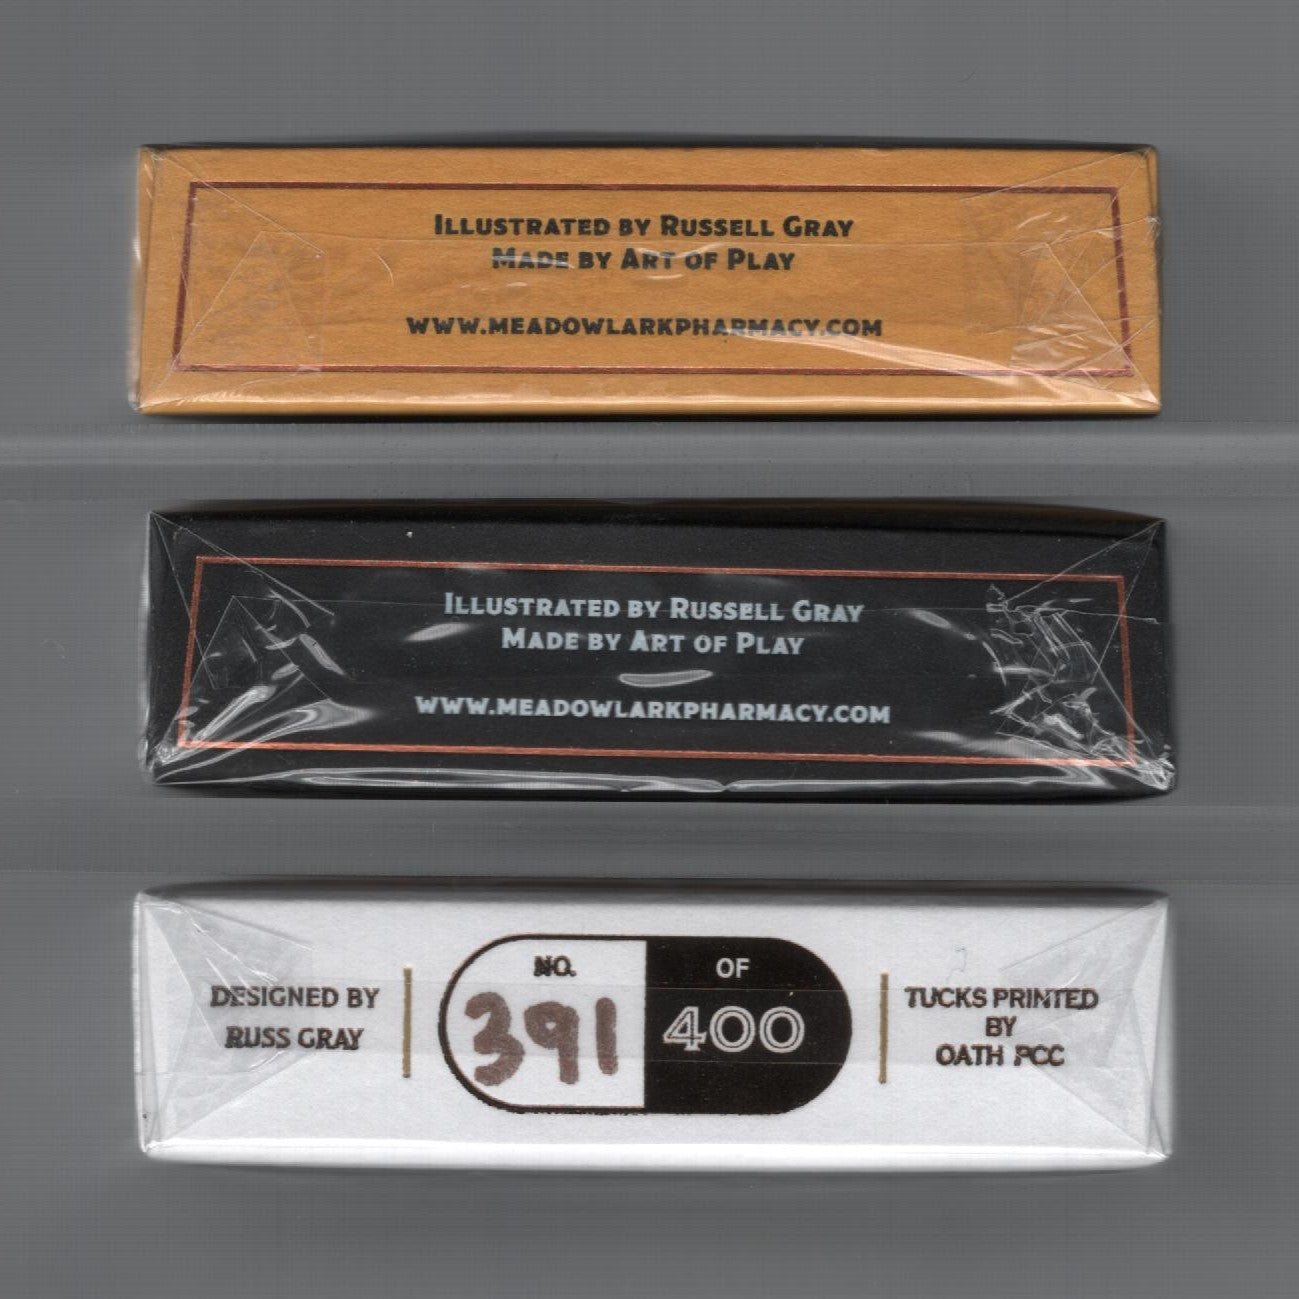 ILLUSTRATED BY RUSSELL GRAY
MADE BY ART OF PLAY
WWW.MEADOWLARKPHARMACY.COM
ILLUSTRATED BY RUSSELL GRAY
MADE BY ART OF PLAY
WWW.MEADOWLARKPHARMACY.COM
DESIGNED BY
RUSS GRAY
NO.
391
OF
400
TUCKS PRINTED
BY
OATH PCC